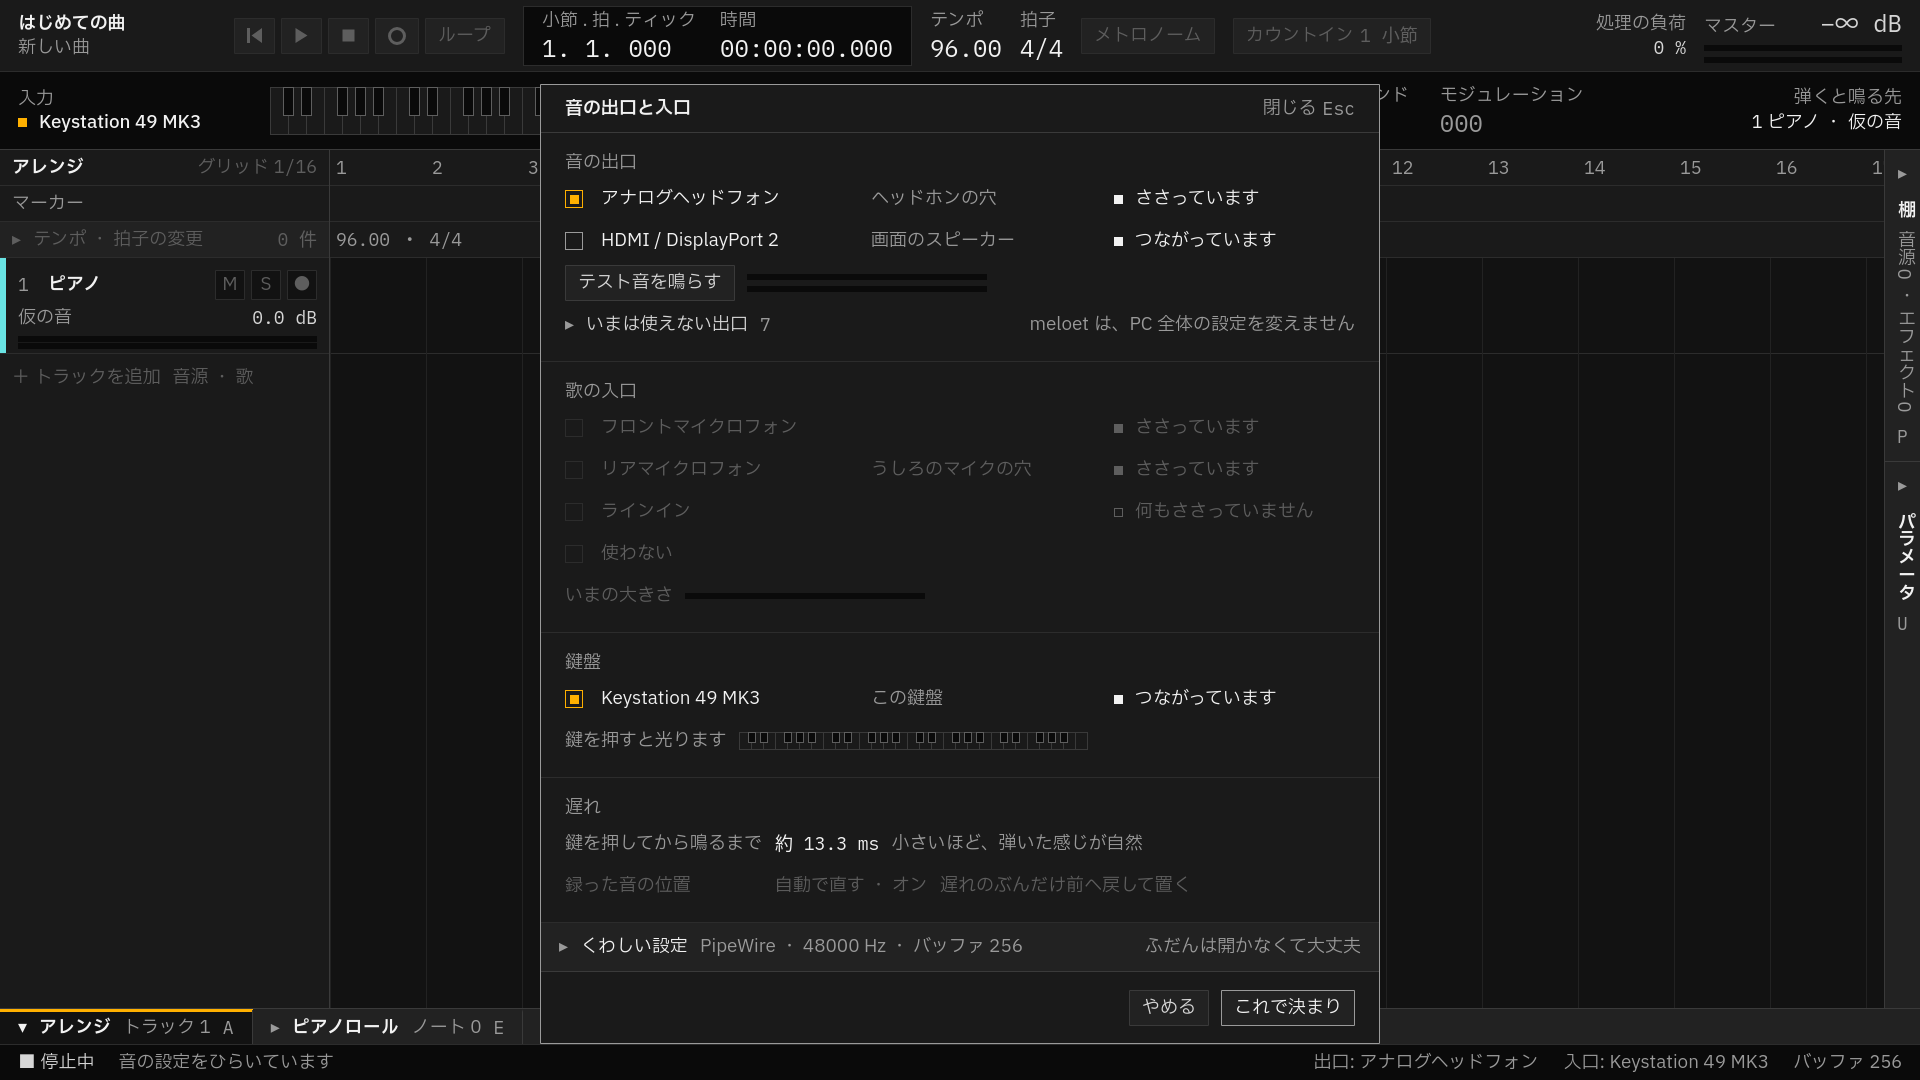 はじめての曲
新しい曲
ループ
小節 . 拍 . ティック 時間
1. 1. 000 00:00:00.000
テンポ 拍子
96.00 4/4
メトロノーム
カウントイン 1 小節
処理の負荷
0 %
マスター -∞ dB
入力
Keystation 49 MK3
ンド
モジュレーション
000
弾くと鳴る先
1 ピアノ · 仮の音
アレンジ グリッド 1/16
1 2 3 12 13 14 15 16 1
マーカー
▸ テンポ · 拍子の変更 0 件
96.00 • 4/4
1 ピアノ M S
仮の音 0.0 dB
+ トラックを追加 音源 · 歌
音の出口と入口 閉じる Esc
音の出口
アナログヘッドフォン ヘッドホンの穴 ささっています
HDMI / DisplayPort 2 画面のスピーカー つながっています
テスト音を鳴らす
▸ いまは使えない出口 7 meloet は、PC 全体の設定を変えません
歌の入口
フロントマイクロフォン ささっています
リアマイクロフォン うしろのマイクの穴 ささっています
ラインイン 何もささっていません
使わない
いまの大きさ
鍵盤
Keystation 49 MK3 この鍵盤 つながっています
鍵を押すと光ります
遅れ
鍵を押してから鳴るまで 約 13.3 ms 小さいほど、弾いた感じが自然
録った音の位置 自動で直す · オン 遅れのぶんだけ前へ戻して置く
▸ くわしい設定 PipeWire · 48000 Hz · バッファ 256 ふだんは開かなくて大丈夫
やめる これで決まり
▸ 棚 音源 0 · エフェクト 0 P
▸ パラメータ U
▾ アレンジ トラック 1 A
▸ ピアノロール ノート 0 E
停止中 音の設定をひらいています
出口: アナログヘッドフォン 入口: Keystation 49 MK3 バッファ 256